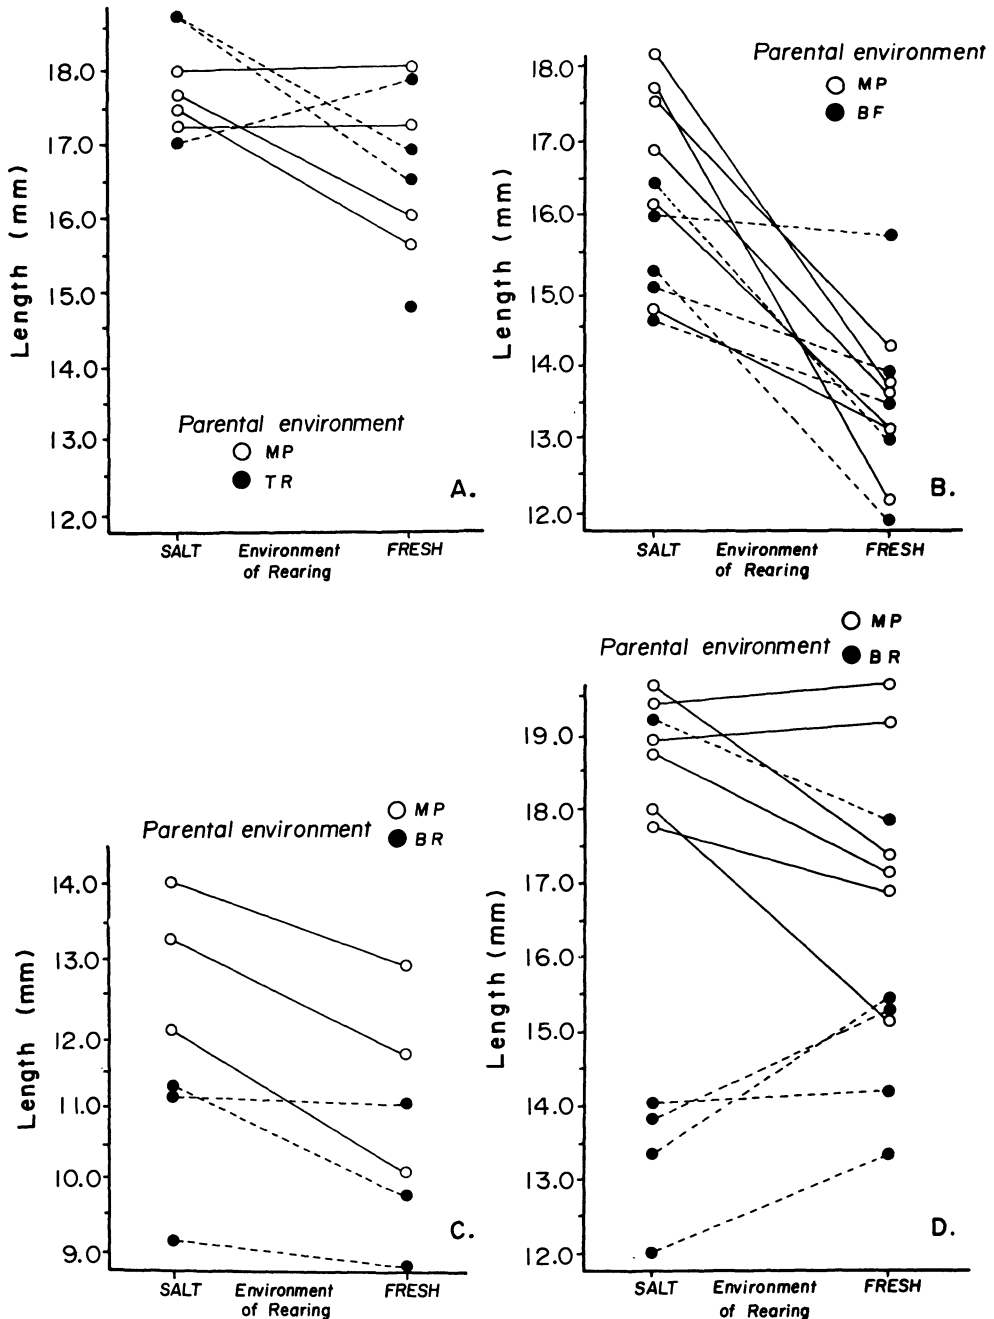 18.0
17.0
16.0
15.0
14.0
13.0
12.0
Length (mm)
Parental environment
MP
TR
A.
SALT Environment FRESH
of Rearing
Parental environment
MP
BF
18.0
17.0
16.0
15.0
14.0
13.0
12.0
Length (mm)
B.
SALT Environment FRESH
of Rearing
MP
Parental environment BR
14.0
13.0
12.0
11.0
10.0
9.0
Length (mm)
C.
SALT Environment FRESH
of Rearing
MP
Parental environment BR
19.0
18.0
17.0
16.0
15.0
14.0
13.0
12.0
Length (mm)
D.
SALT Environment FRESH
of Rearing